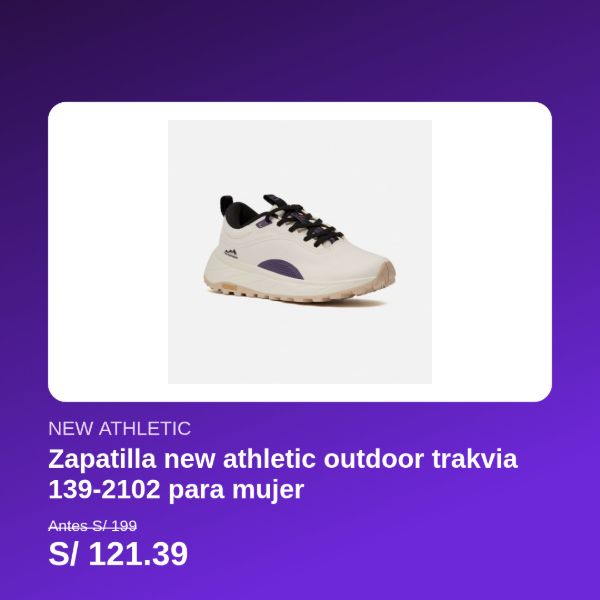 NEW ATHLETIC
Zapatilla new athletic outdoor trakvia
139-2102 para mujer
Antes S/ 199
S/ 121.39